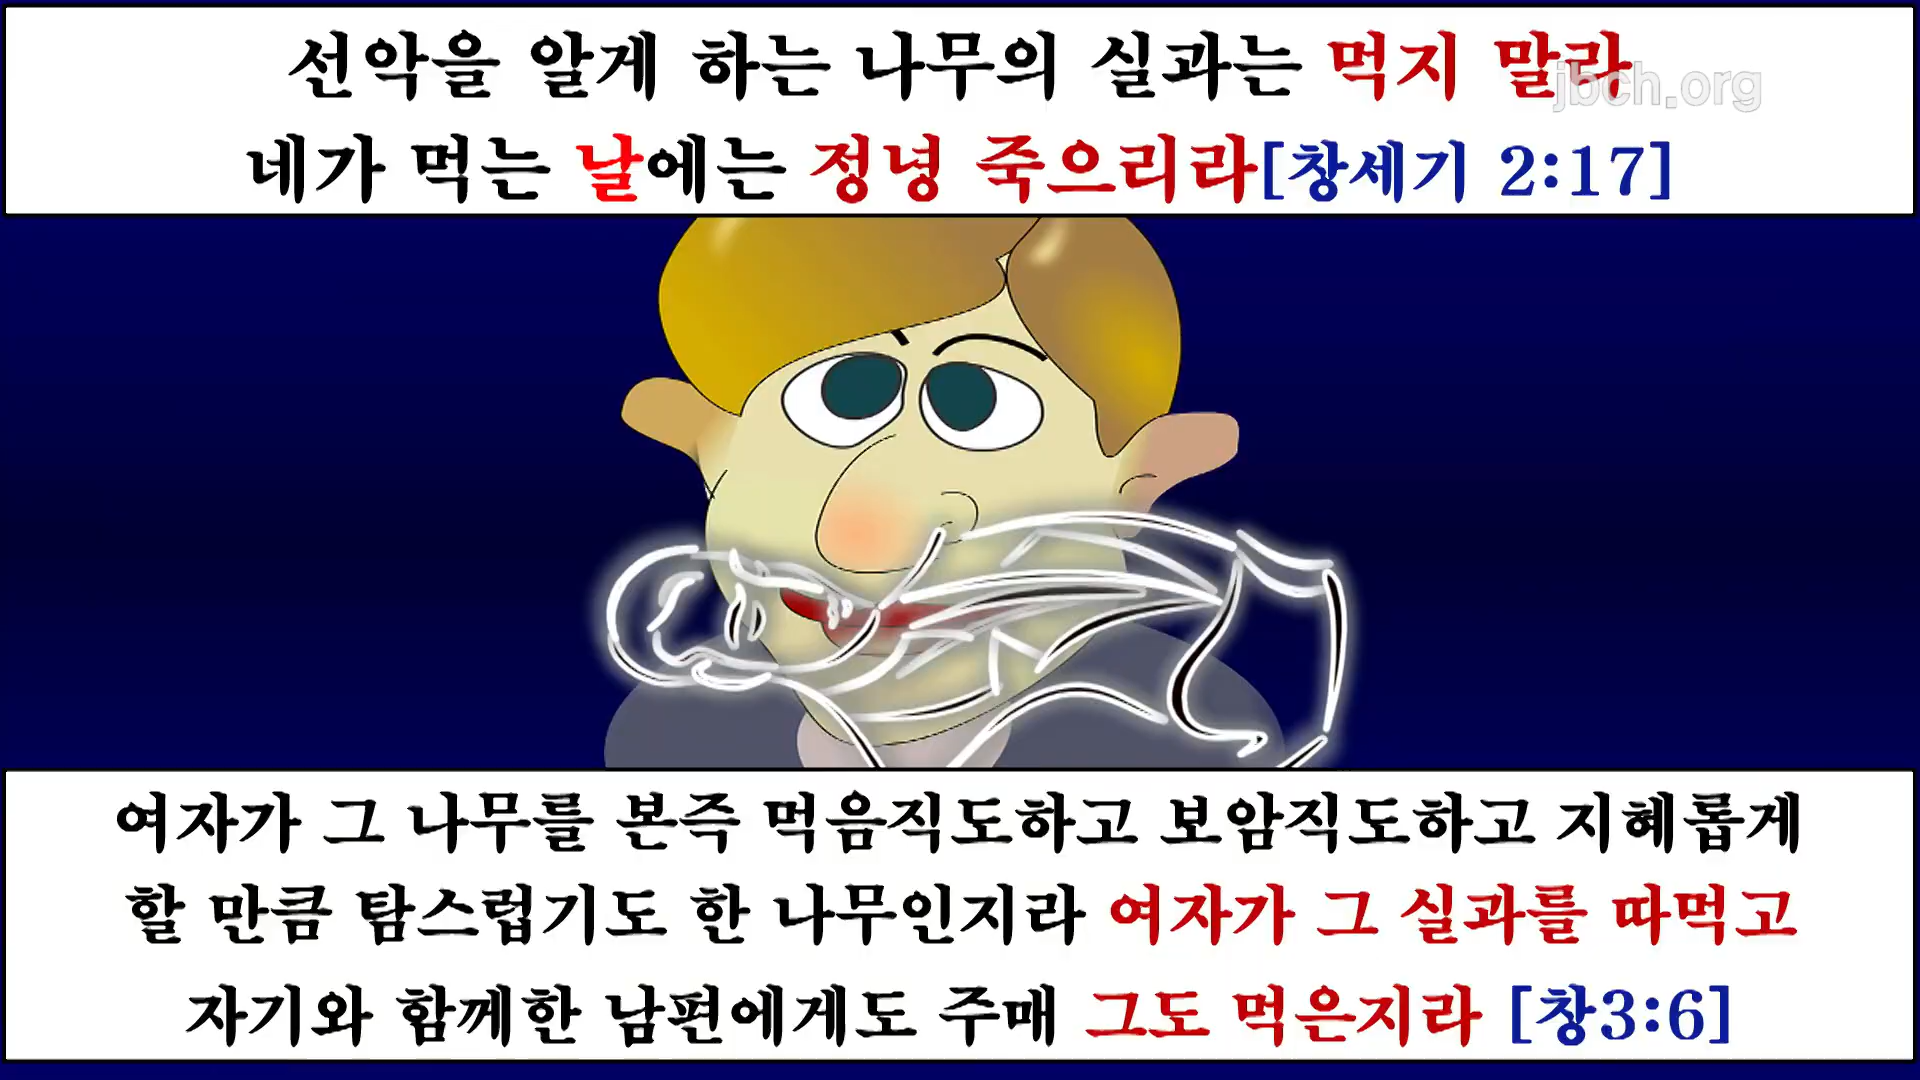 선악을 알게 하는 나무의 실과는 먹지 말라
jbch.org
네가 먹는 날에는 정녕 죽으리라[창세기 2:17]
여자가 그 나무를 본즉 먹음직도하고 보암직도하고 지혜롭게
할 만큼 탐스럽기도 한 나무인지라 여자가 그 실과를 따먹고
자기와 함께한 남편에게도 주매 그도 먹은지라 [창3:6]